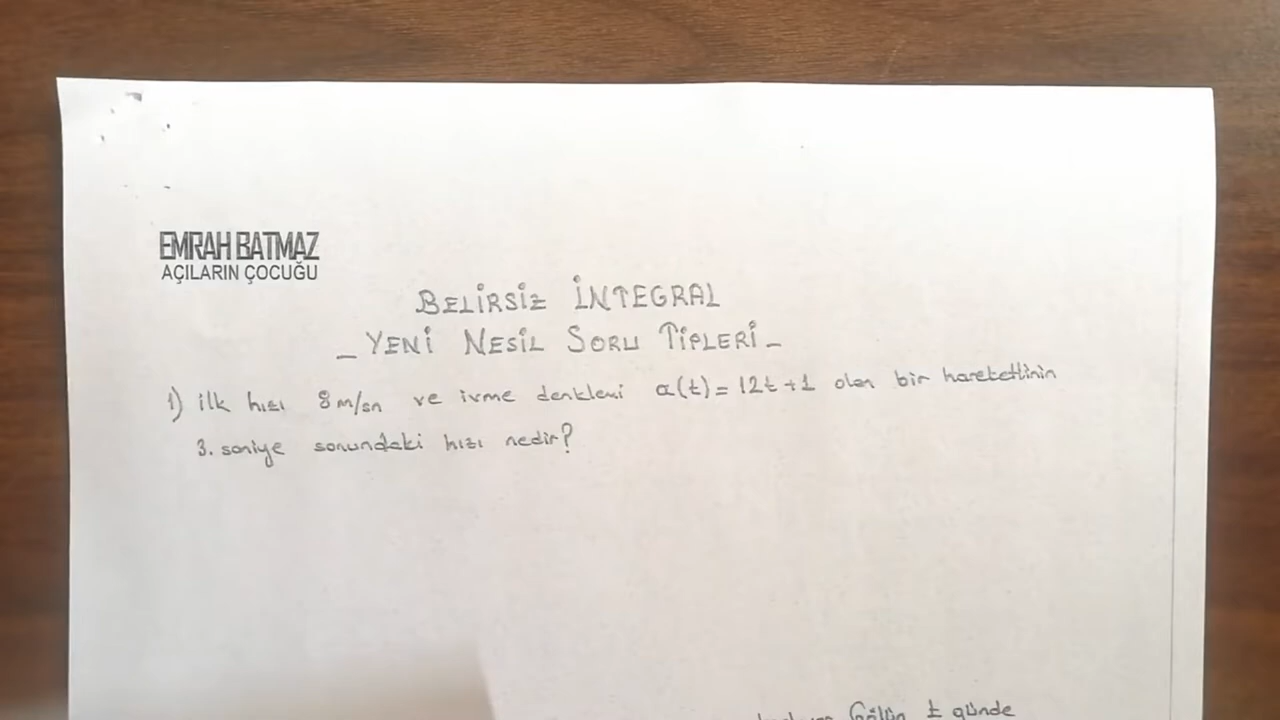 EMRAH BATMAZ
AÇILARIN ÇOCUĞU
BELİRSİZ İNTEGRAL
_ YENİ NESİL SORU TİPLERİ _
1) ilk hızı 8 m/sn ve ivme denklemi a(t) = 12t + 1 olan bir hareketlinin
3. saniye sonundaki hızı nedir?
t günde